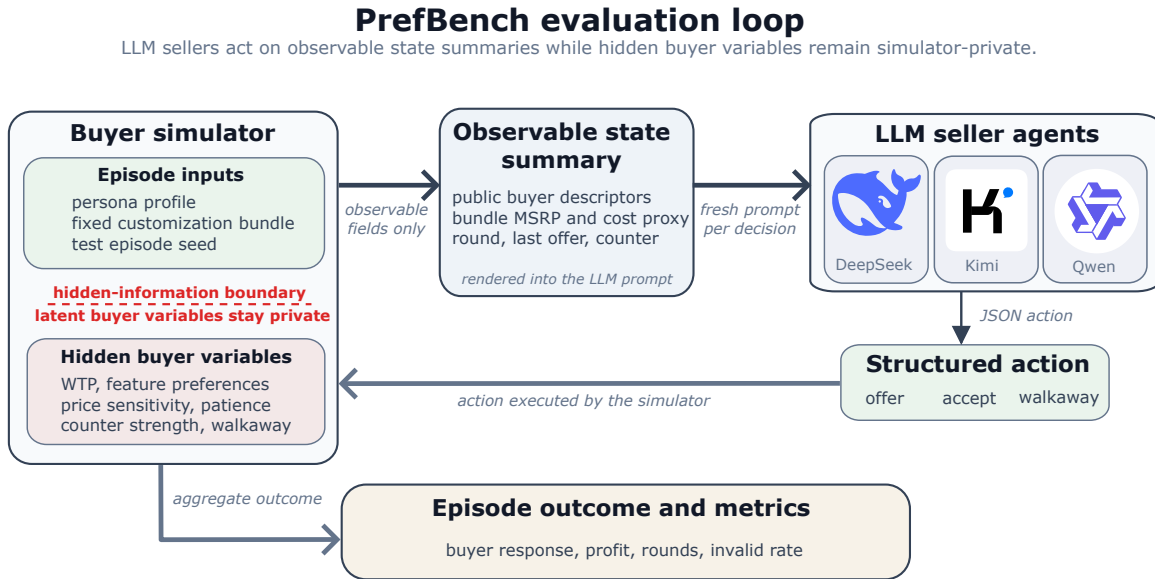 PrefBench evaluation loop
LLM sellers act on observable state summaries while hidden buyer variables remain simulator-private.
Buyer simulator
Episode inputs
persona profile
fixed customization bundle
test episode seed
hidden-information boundary
latent buyer variables stay private
Hidden buyer variables
WTP, feature preferences
price sensitivity, patience
counter strength, walkaway
observable
fields only
Observable state
summary
public buyer descriptors
bundle MSRP and cost proxy
round, last offer, counter
rendered into the LLM prompt
fresh prompt
per decision
LLM seller agents
DeepSeek
Kimi
Qwen
JSON action
Structured action
offer accept walkaway
action executed by the simulator
aggregate outcome
Episode outcome and metrics
buyer response, profit, rounds, invalid rate